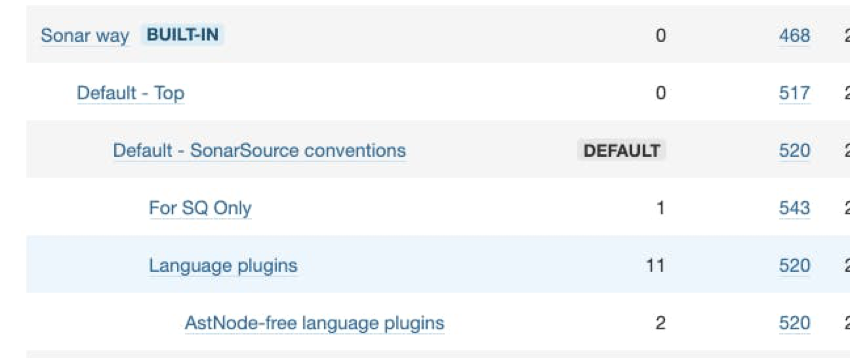 Sonar way BUILT-IN 0 468 2
Default - Top 0 517 2
Default - SonarSource conventions DEFAULT 520 2
For SQ Only 1 543 2
Language plugins 11 520 2
AstNode-free language plugins 2 520 2